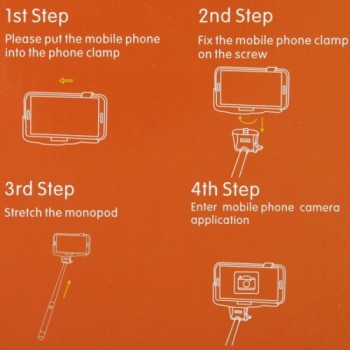 1st Step
Please put the mobile phone
into the phone clamp
2nd Step
Fix the mobile phone clamp
on the screw
3rd Step
Stretch the monopod
4th Step
Enter mobile phone camera
application